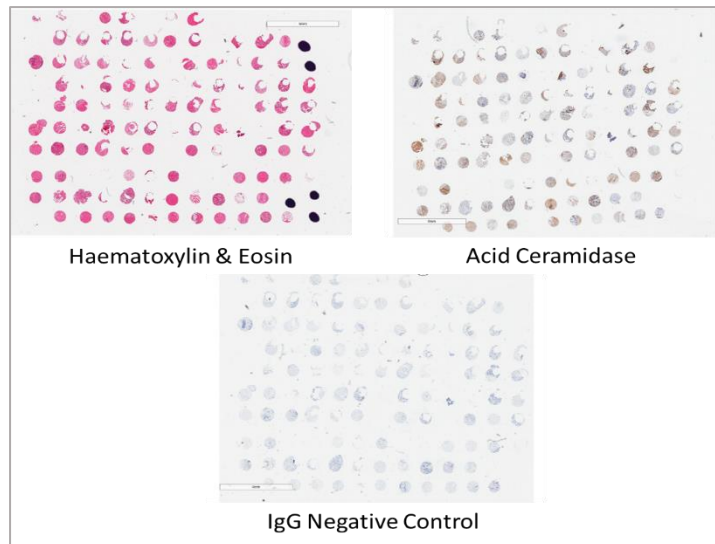 Haematoxylin & Eosin
Acid Ceramidase
IgG Negative Control